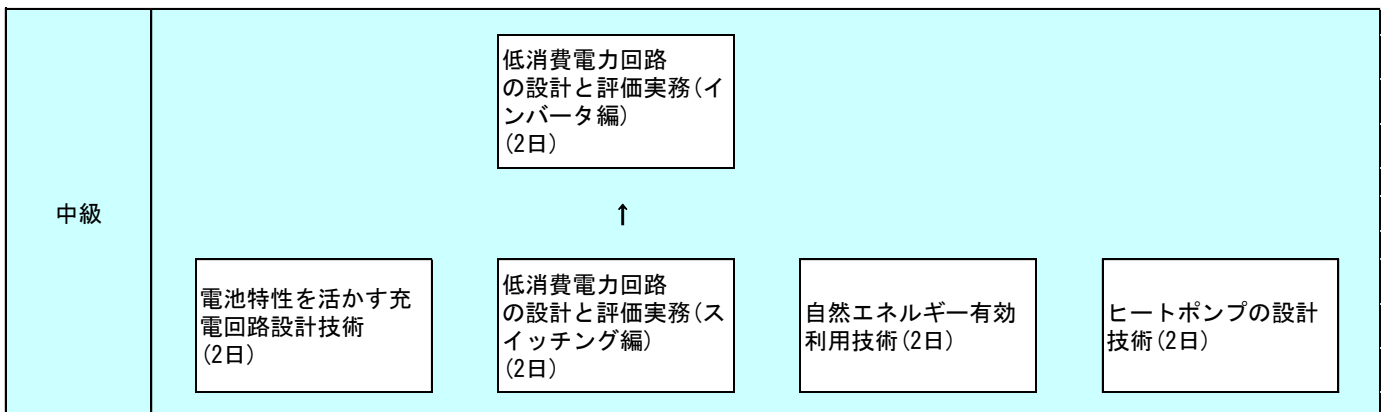 低消費電力回路
の設計と評価実務(イ
ンバータ編)
(2日)
中級
↑
電池特性を活かす充
電回路設計技術
(2日)
低消費電力回路
の設計と評価実務(ス
イッチング編)
(2日)
自然エネルギー有効
利用技術(2日)
ヒートポンプの設計
技術(2日)